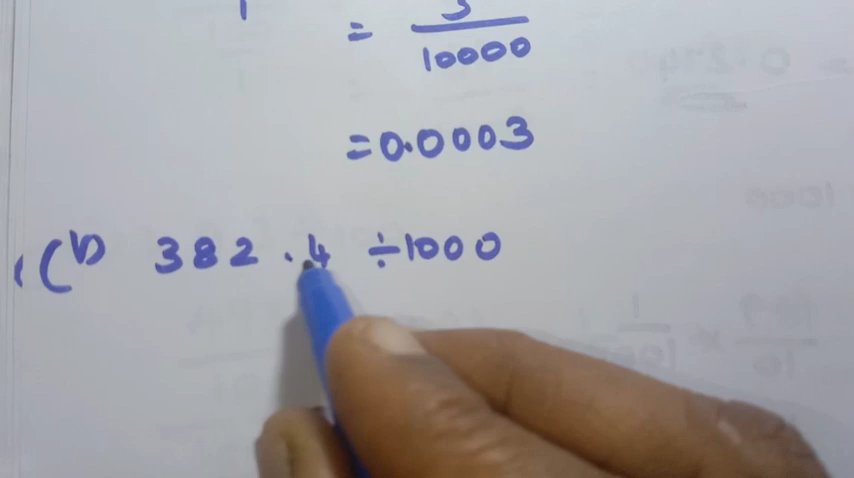 = 3/10000
= 0.0003
382.4 ÷ 1000